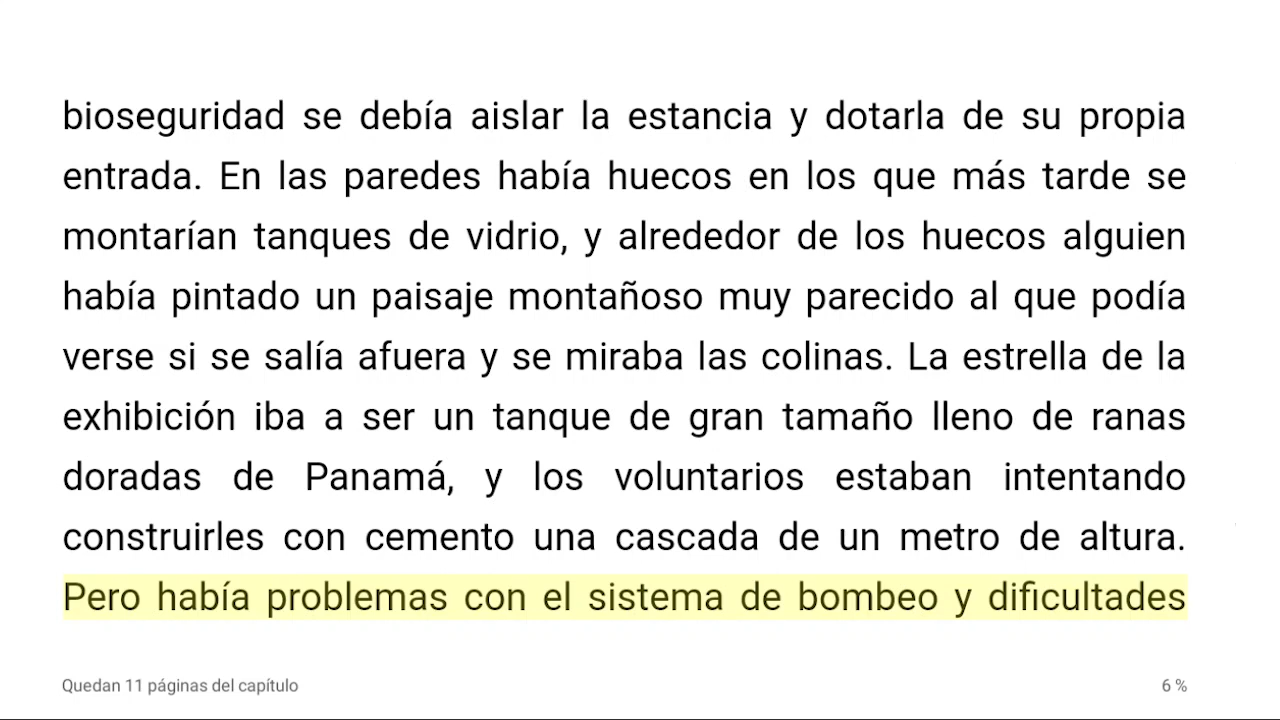 bioseguridad se debía aislar la estancia y dotarla de su propia
entrada. En las paredes había huecos en los que más tarde se
montarían tanques de vidrio, y alrededor de los huecos alguien
había pintado un paisaje montañoso muy parecido al que podía
verse si se salía afuera y se miraba las colinas. La estrella de la
exhibición iba a ser un tanque de gran tamaño lleno de ranas
doradas de Panamá, y los voluntarios estaban intentando
construirles con cemento una cascada de un metro de altura.
Pero había problemas con el sistema de bombeo y dificultades
Quedan 11 páginas del capítulo
6 %